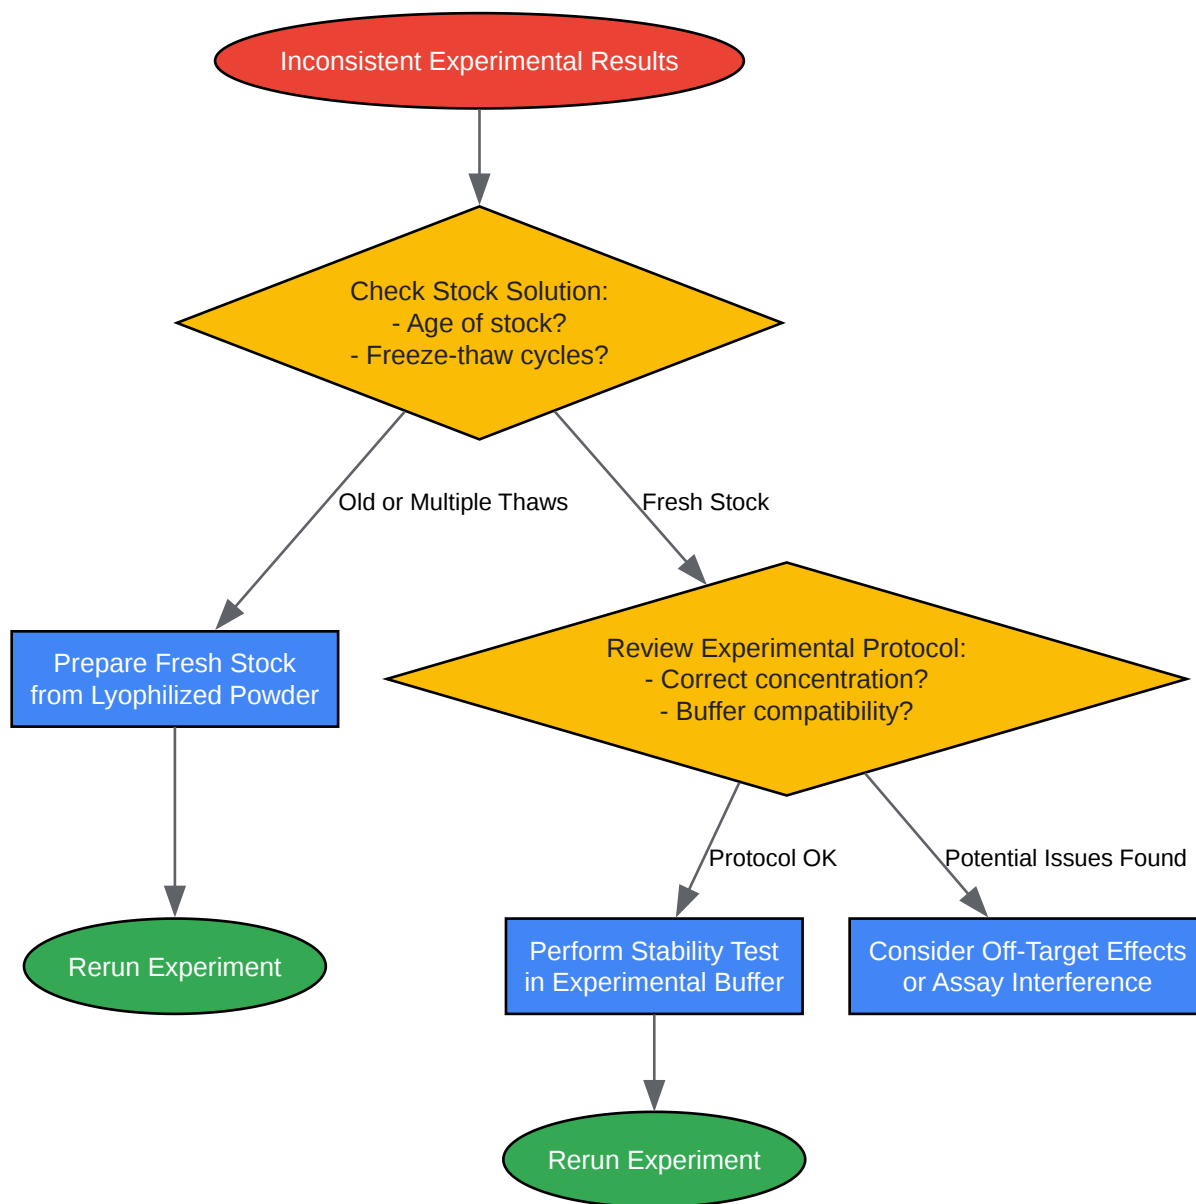 Inconsistent Experimental Results
Check Stock Solution:
- Age of stock?
- Freeze-thaw cycles?
Old or Multiple Thaws
Fresh Stock
Prepare Fresh Stock
from Lyophilized Powder
Review Experimental Protocol:
- Correct concentration?
- Buffer compatibility?
Protocol OK
Potential Issues Found
Rerun Experiment
Perform Stability Test
in Experimental Buffer
Consider Off-Target Effects
or Assay Interference
Rerun Experiment